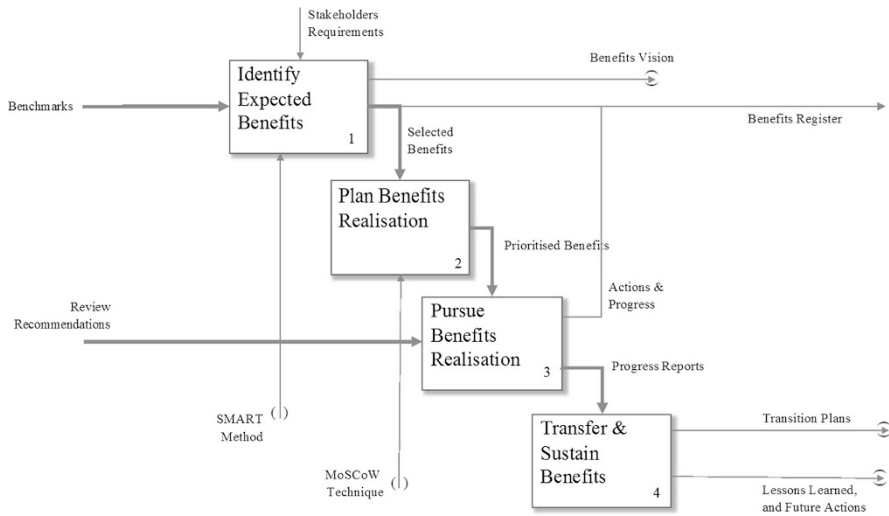 Stakeholders
Requirements
Benefits Vision
Identify
Expected
Benefits
1
Benchmarks
Benefits Register
Selected
Benefits
Plan Benefits
Realisation
2
Prioritised Benefits
Actions &
Progress
Review
Recommendations
Pursue
Benefits
Realisation
3
Progress Reports
SMART
Method
Transfer &
Sustain
Benefits
4
Transition Plans
MoSCoW
Technique
Lessons Learned,
and Future Actions